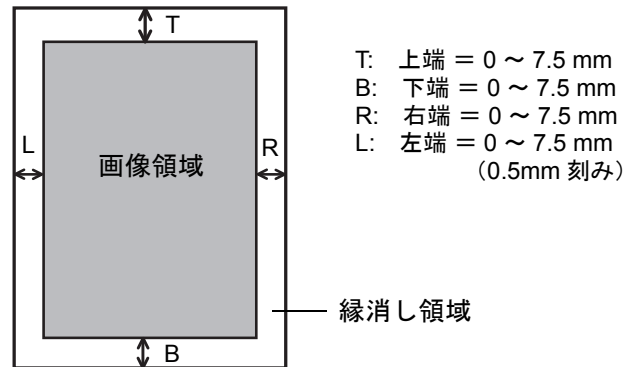 T
T: 上端 = 0 ～ 7.5 mm
B: 下端 = 0 ～ 7.5 mm
R: 右端 = 0 ～ 7.5 mm
L: 左端 = 0 ～ 7.5 mm
（0.5mm 刻み）
L
画像領域
R
縁消し領域
B